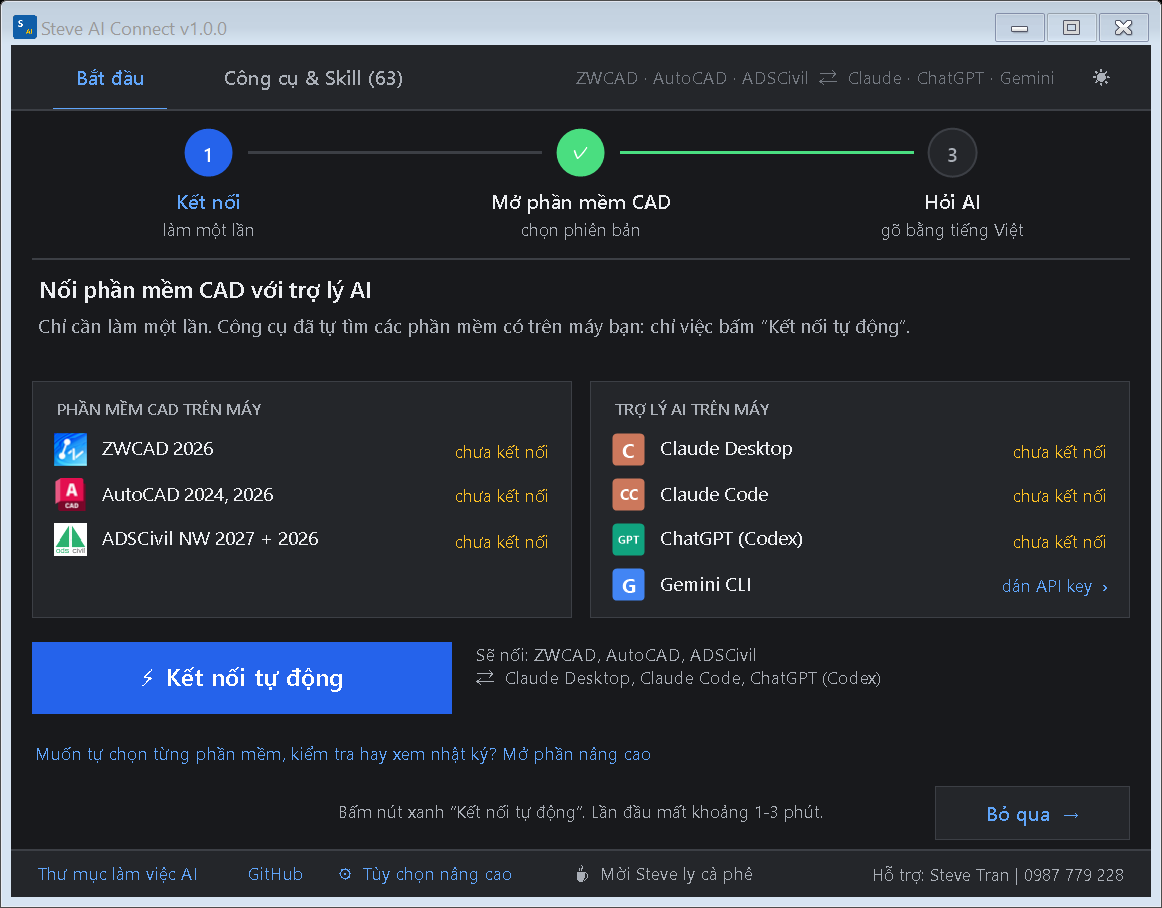 S AI Steve AI Connect v1.0.0
Bắt đầu Công cụ & Skill (63) ZWCAD · AutoCAD · ADSCivil ⇄ Claude · ChatGPT · Gemini
1 ✓ 3
Kết nối Mở phần mềm CAD Hỏi AI
làm một lần chọn phiên bản gõ bằng tiếng Việt
Nối phần mềm CAD với trợ lý AI
Chỉ cần làm một lần. Công cụ đã tự tìm các phần mềm có trên máy bạn: chỉ việc bấm “Kết nối tự động”.
PHẦN MỀM CAD TRÊN MÁY
ZWCAD 2026 chưa kết nối
A CAD AutoCAD 2024, 2026 chưa kết nối
ads civil ADSCivil NW 2027 + 2026 chưa kết nối
TRỢ LÝ AI TRÊN MÁY
C Claude Desktop chưa kết nối
CC Claude Code chưa kết nối
GPT ChatGPT (Codex) chưa kết nối
G Gemini CLI dán API key ›
⚡ Kết nối tự động
Sẽ nối: ZWCAD, AutoCAD, ADSCivil
⇄ Claude Desktop, Claude Code, ChatGPT (Codex)
Muốn tự chọn từng phần mềm, kiểm tra hay xem nhật ký? Mở phần nâng cao
Bấm nút xanh “Kết nối tự động”. Lần đầu mất khoảng 1-3 phút. Bỏ qua →
Thư mục làm việc AI GitHub ⚙ Tùy chọn nâng cao Mời Steve ly cà phê Hỗ trợ: Steve Tran | 0987 779 228